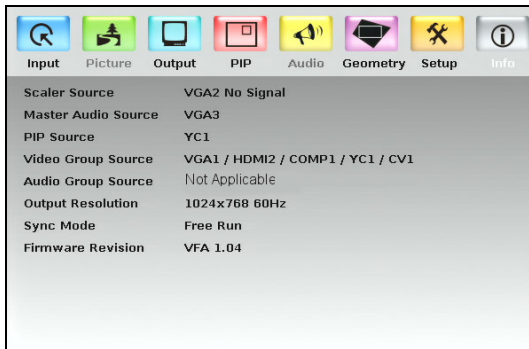 Input Picture Output PIP Audio Geometry Setup Info
Scaler Source VGA2 No Signal
Master Audio Source VGA3
PIP Source YC1
Video Group Source VGA1 / HDMI2 / COMP1 / YC1 / CV1
Audio Group Source Not Applicable
Output Resolution 1024x768 60Hz
Sync Mode Free Run
Firmware Revision VFA 1.04